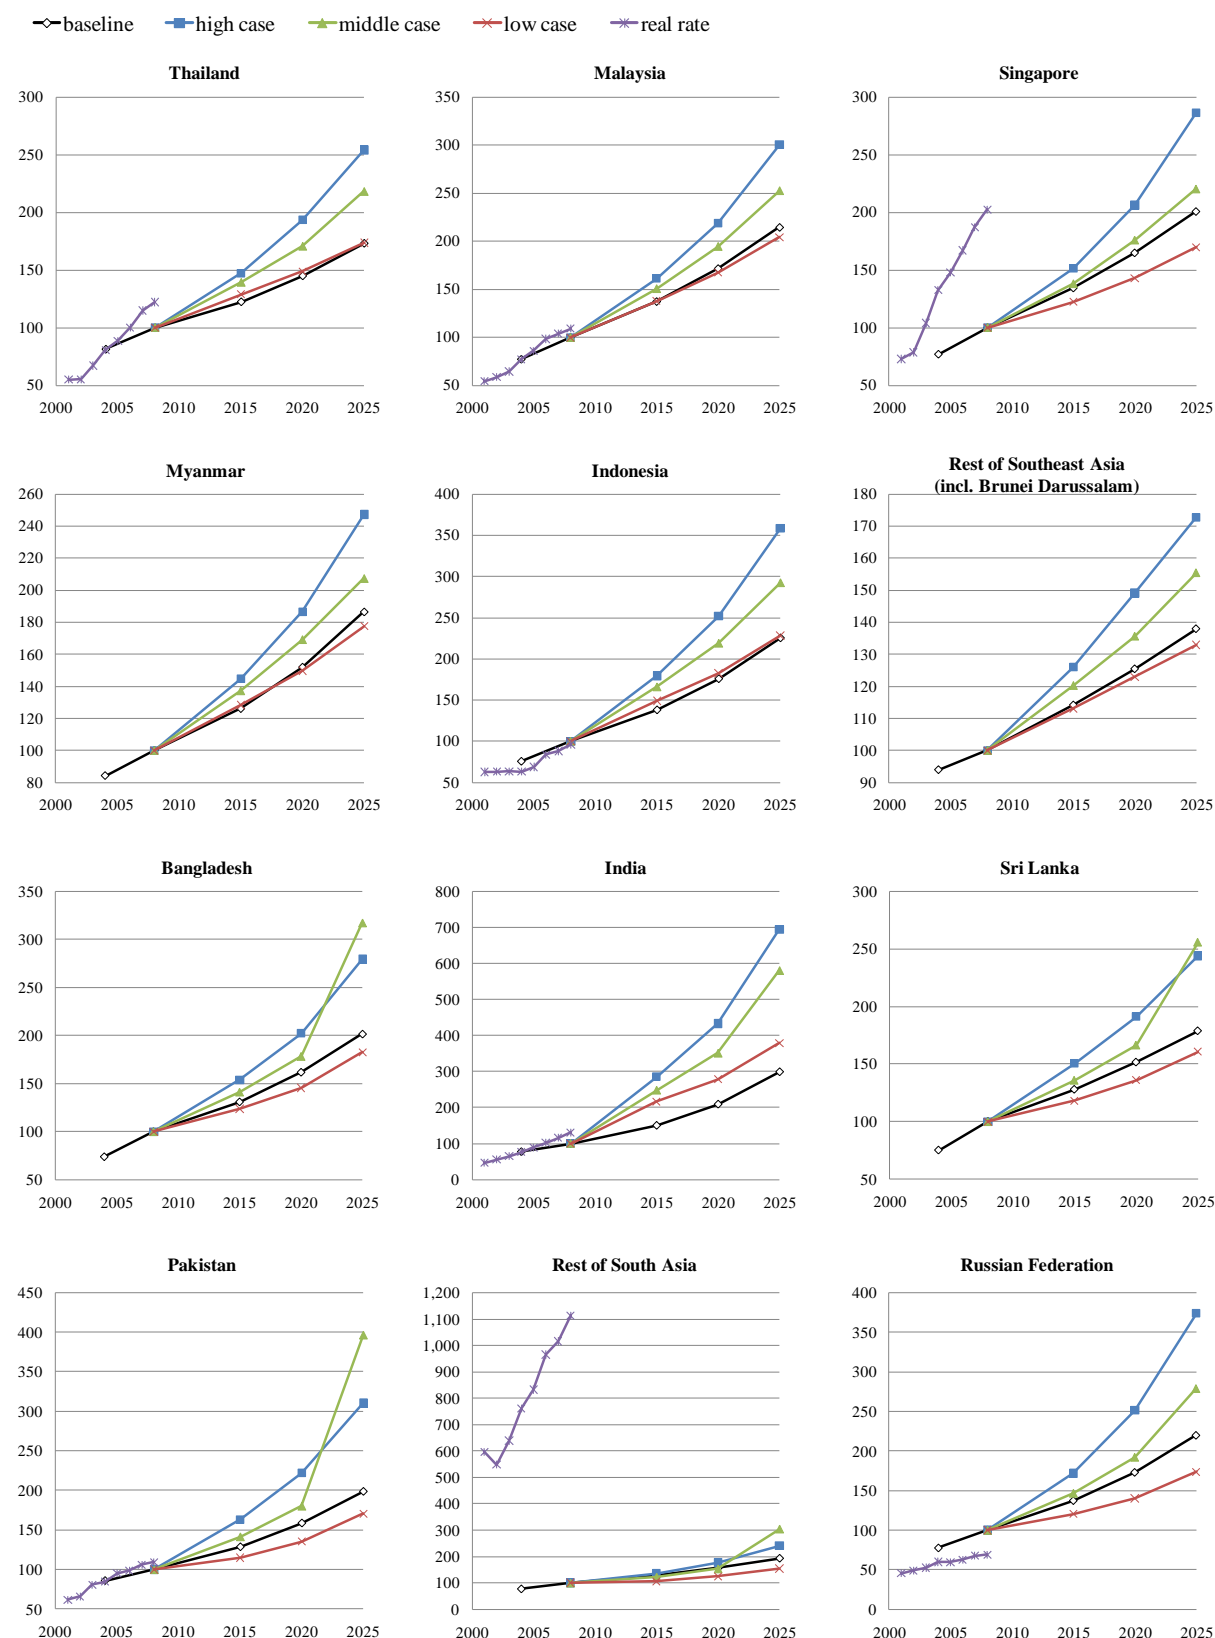 baseline high case middle case low case real rate
Thailand Malaysia Singapore
300 350 300
250 300 250
200 250 200
150 200 150
100 150 100
50 100 50
50
2000 2005 2010 2015 2020 2025 2000 2005 2010 2015 2020 2025 2000 2005 2010 2015 2020 2025
Myanmar Indonesia Rest of Southeast Asia
(incl. Brunei Darussalam)
260 400 180
240 350 170
220 300 160
200 250 150
180 200 140
160 150 130
140 100 120
120 50 110
100 100
80 90
2000 2005 2010 2015 2020 2025 2000 2005 2010 2015 2020 2025 2000 2005 2010 2015 2020 2025
Bangladesh India Sri Lanka
350 800 300
300 700 250
250 600 200
200 500 150
150 400 100
100 300 50
50 200
100
0
2000 2005 2010 2015 2020 2025 2000 2005 2010 2015 2020 2025 2000 2005 2010 2015 2020 2025
Pakistan Rest of South Asia Russian Federation
450 1,200 400
400 1,100 350
350 1,000 300
300 900 250
250 800 200
200 700 150
150 600 100
100 500 50
50 400 0
300
200
100
0
2000 2005 2010 2015 2020 2025 2000 2005 2010 2015 2020 2025 2000 2005 2010 2015 2020 2025